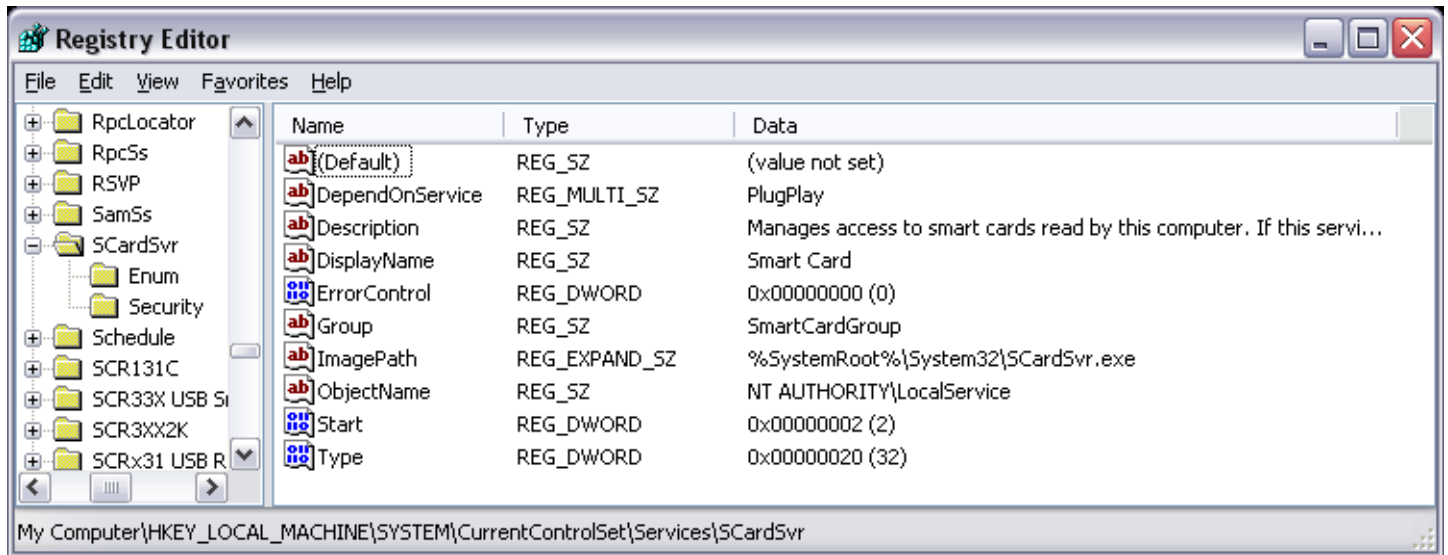 Registry Editor
File Edit View Favorites Help
RpcLocator
RpcSs
RSVP
SamSs
SCardSvr
Enum
Security
Schedule
SCR131C
SCR33X USB
SCR3XX2K
SCRx31 USB R
Name Type Data
(Default) REG_SZ (value not set)
DependOnService REG_MULTI_SZ PlugPlay
Description REG_SZ Manages access to smart cards read by this computer. If this servi...
DisplayName REG_SZ Smart Card
ErrorControl REG_DWORD 0x00000000 (0)
Group REG_SZ SmartCardGroup
ImagePath REG_EXPAND_SZ %SystemRoot%\System32\SCardSvr.exe
ObjectName REG_SZ NT AUTHORITY\LocalService
Start REG_DWORD 0x00000002 (2)
Type REG_DWORD 0x00000020 (32)
My Computer\HKEY_LOCAL_MACHINE\SYSTEM\CurrentControlSet\Services\SCardSvr